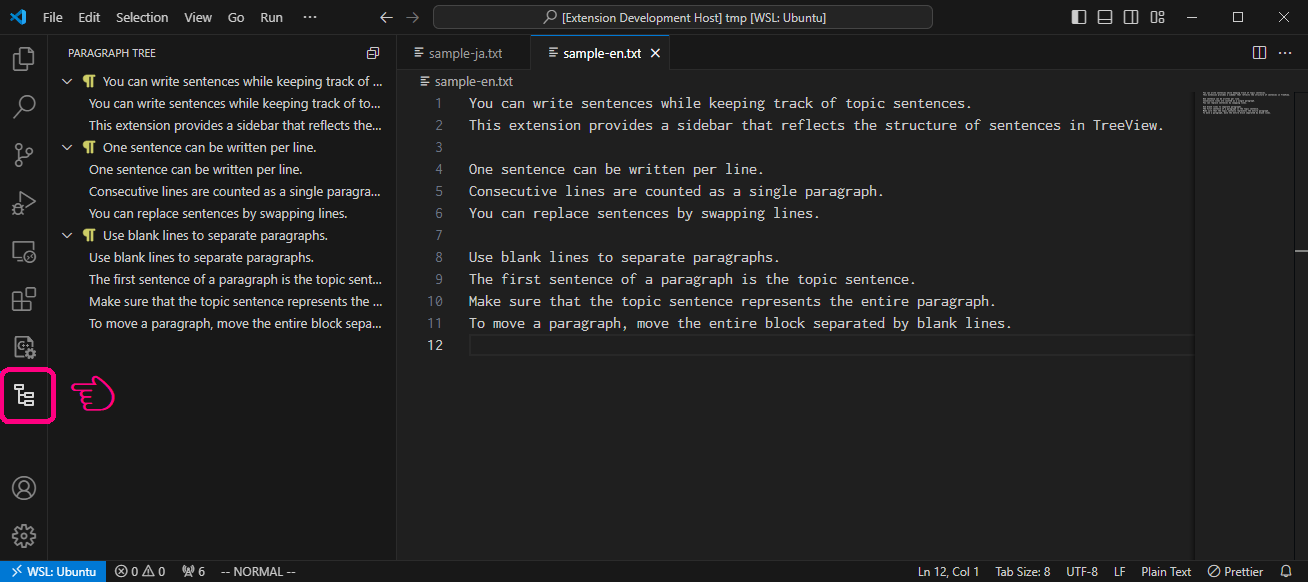 File Edit Selection View Go Run ···
[Extension Development Host] tmp [WSL: Ubuntu]
PARAGRAPH TREE
You can write sentences while keeping track of ...
You can write sentences while keeping track of to...
This extension provides a sidebar that reflects the...
One sentence can be written per line.
One sentence can be written per line.
Consecutive lines are counted as a single paragra...
You can replace sentences by swapping lines.
Use blank lines to separate paragraphs.
Use blank lines to separate paragraphs.
The first sentence of a paragraph is the topic sent...
Make sure that the topic sentence represents the ...
To move a paragraph, move the entire block sepa...
sample-ja.txt
sample-en.txt
sample-en.txt
1 You can write sentences while keeping track of topic sentences.
2 This extension provides a sidebar that reflects the structure of sentences in TreeView.
3
4 One sentence can be written per line.
5 Consecutive lines are counted as a single paragraph.
6 You can replace sentences by swapping lines.
7
8 Use blank lines to separate paragraphs.
9 The first sentence of a paragraph is the topic sentence.
10 Make sure that the topic sentence represents the entire paragraph.
11 To move a paragraph, move the entire block separated by blank lines.
12
WSL: Ubuntu 0 0 6 -- NORMAL -- Ln 12, Col 1 Tab Size: 8 UTF-8 LF Plain Text Prettier